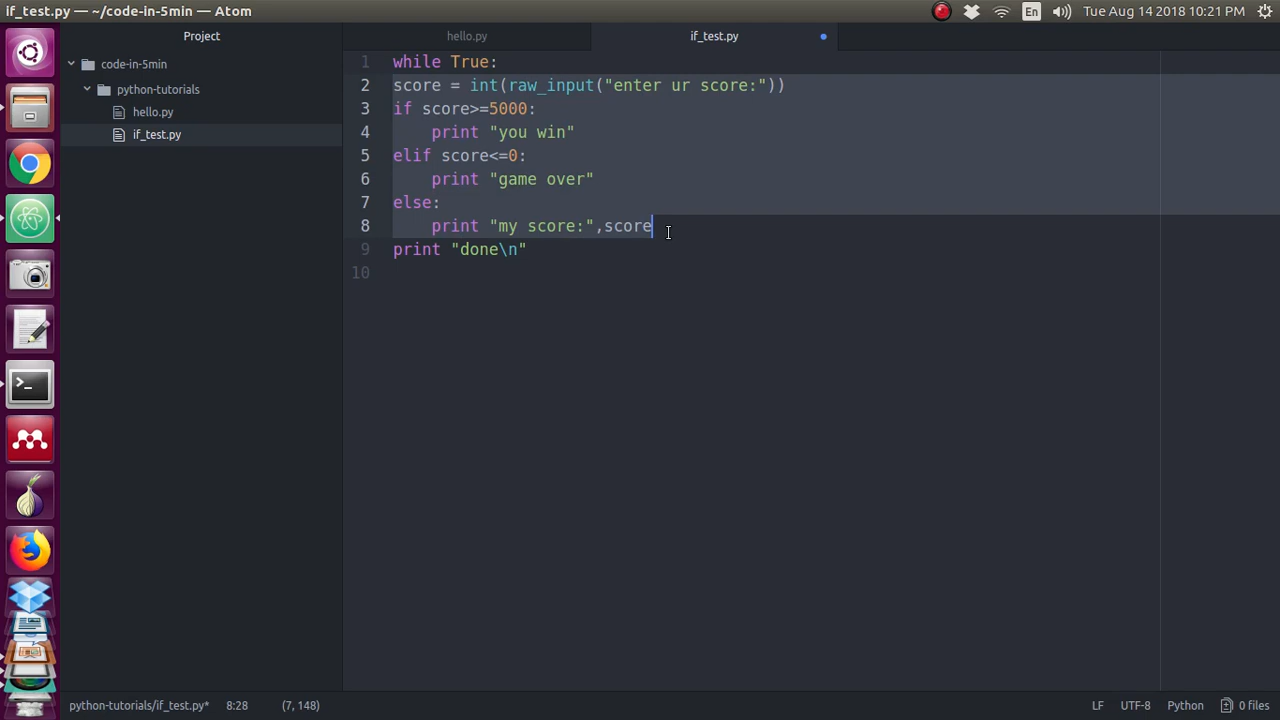 if_test.py — ~/code-in-5min — Atom
En
Tue Aug 14 2018 10:21 PM
Project
hello.py
if_test.py
code-in-5min
python-tutorials
hello.py
if_test.py
1 while True:
2 score = int(raw_input("enter ur score:"))
3 if score>=5000:
4     print "you win"
5 elif score<=0:
6     print "game over"
7 else:
8     print "my score:",score
9 print "done\n"
10
python-tutorials/if_test.py* 8:28 (7, 148)
LF UTF-8 Python 0 files